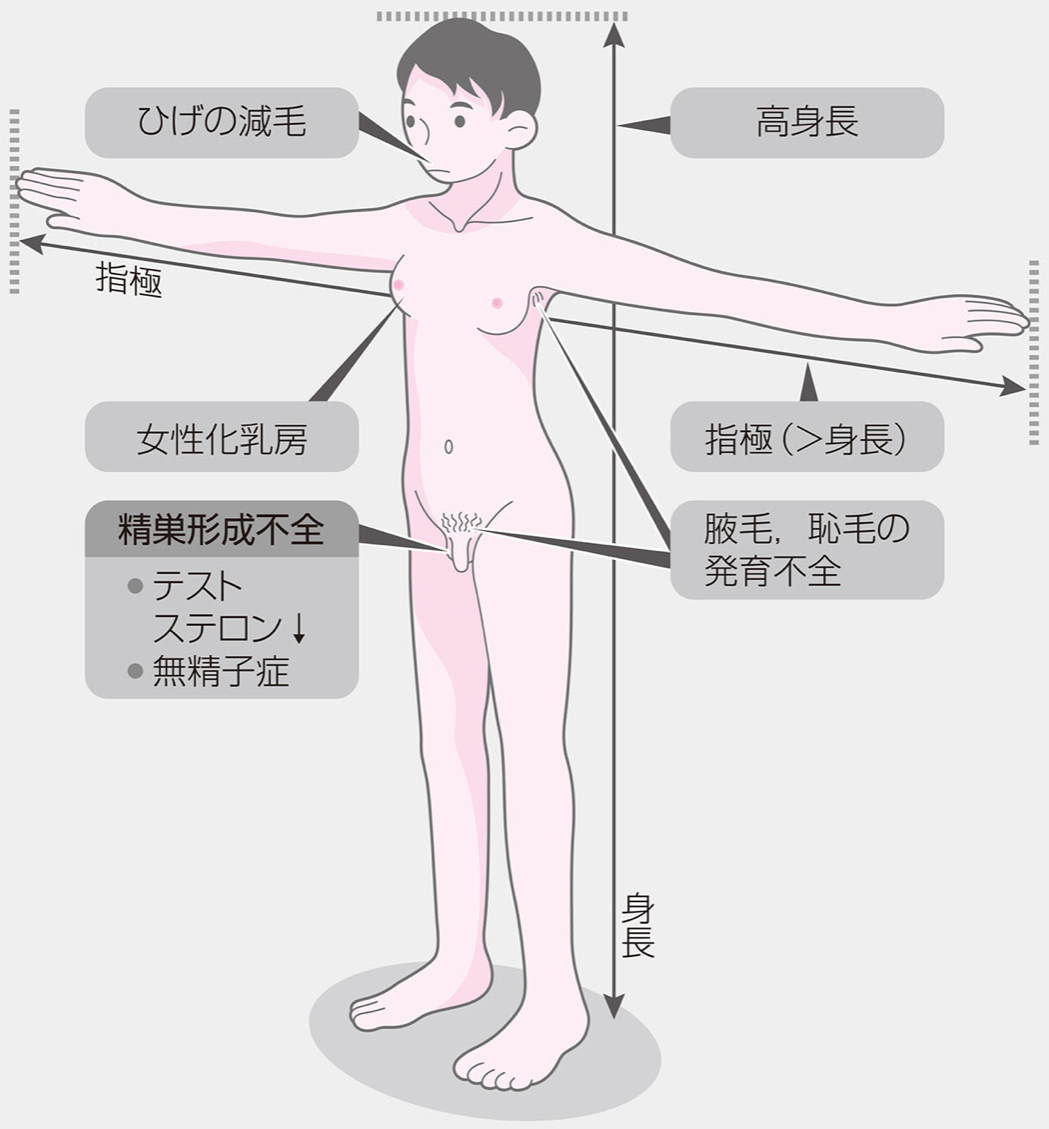 ひげの減毛
高身長
指極
女性化乳房
指極（＞身長）
精巣形成不全
● テスト
ステロン↓
● 無精子症
腋毛，恥毛の
発育不全
身長